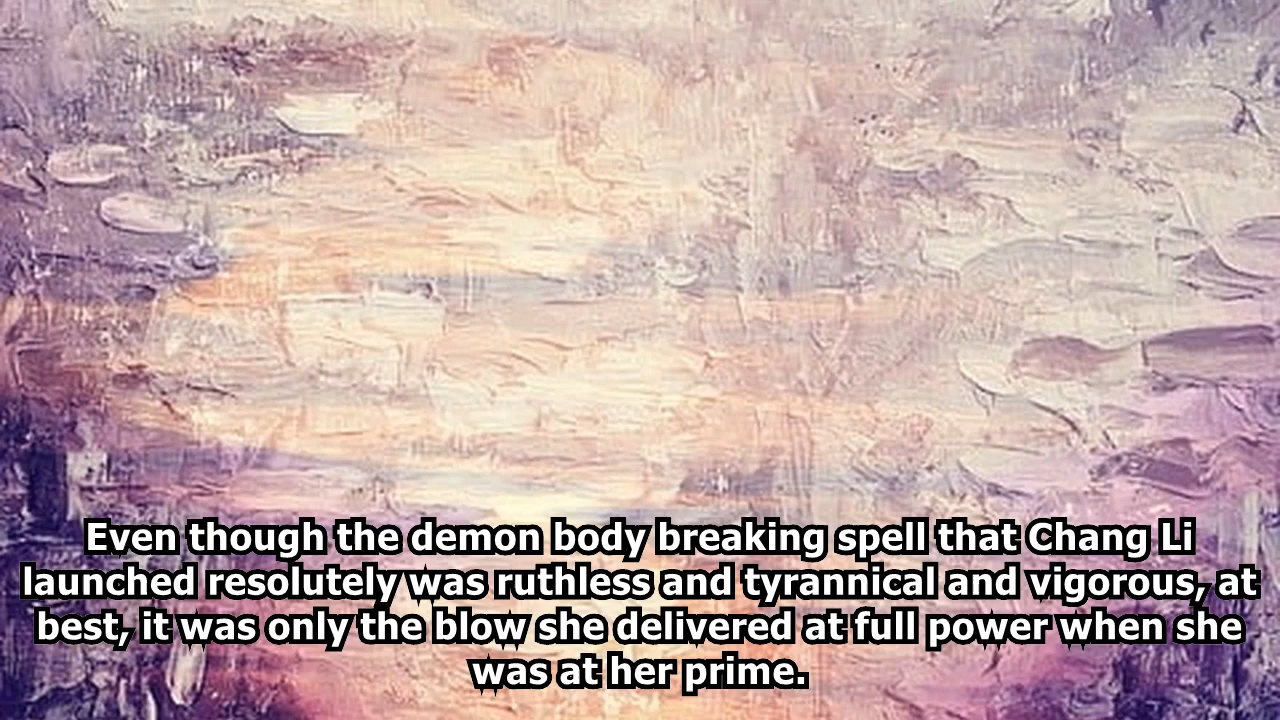 Even though the demon body breaking spell that Chang Li
launched resolutely was ruthless and tyrannical and vigorous, at
best, it was only the blow she delivered at full power when she
was at her prime.